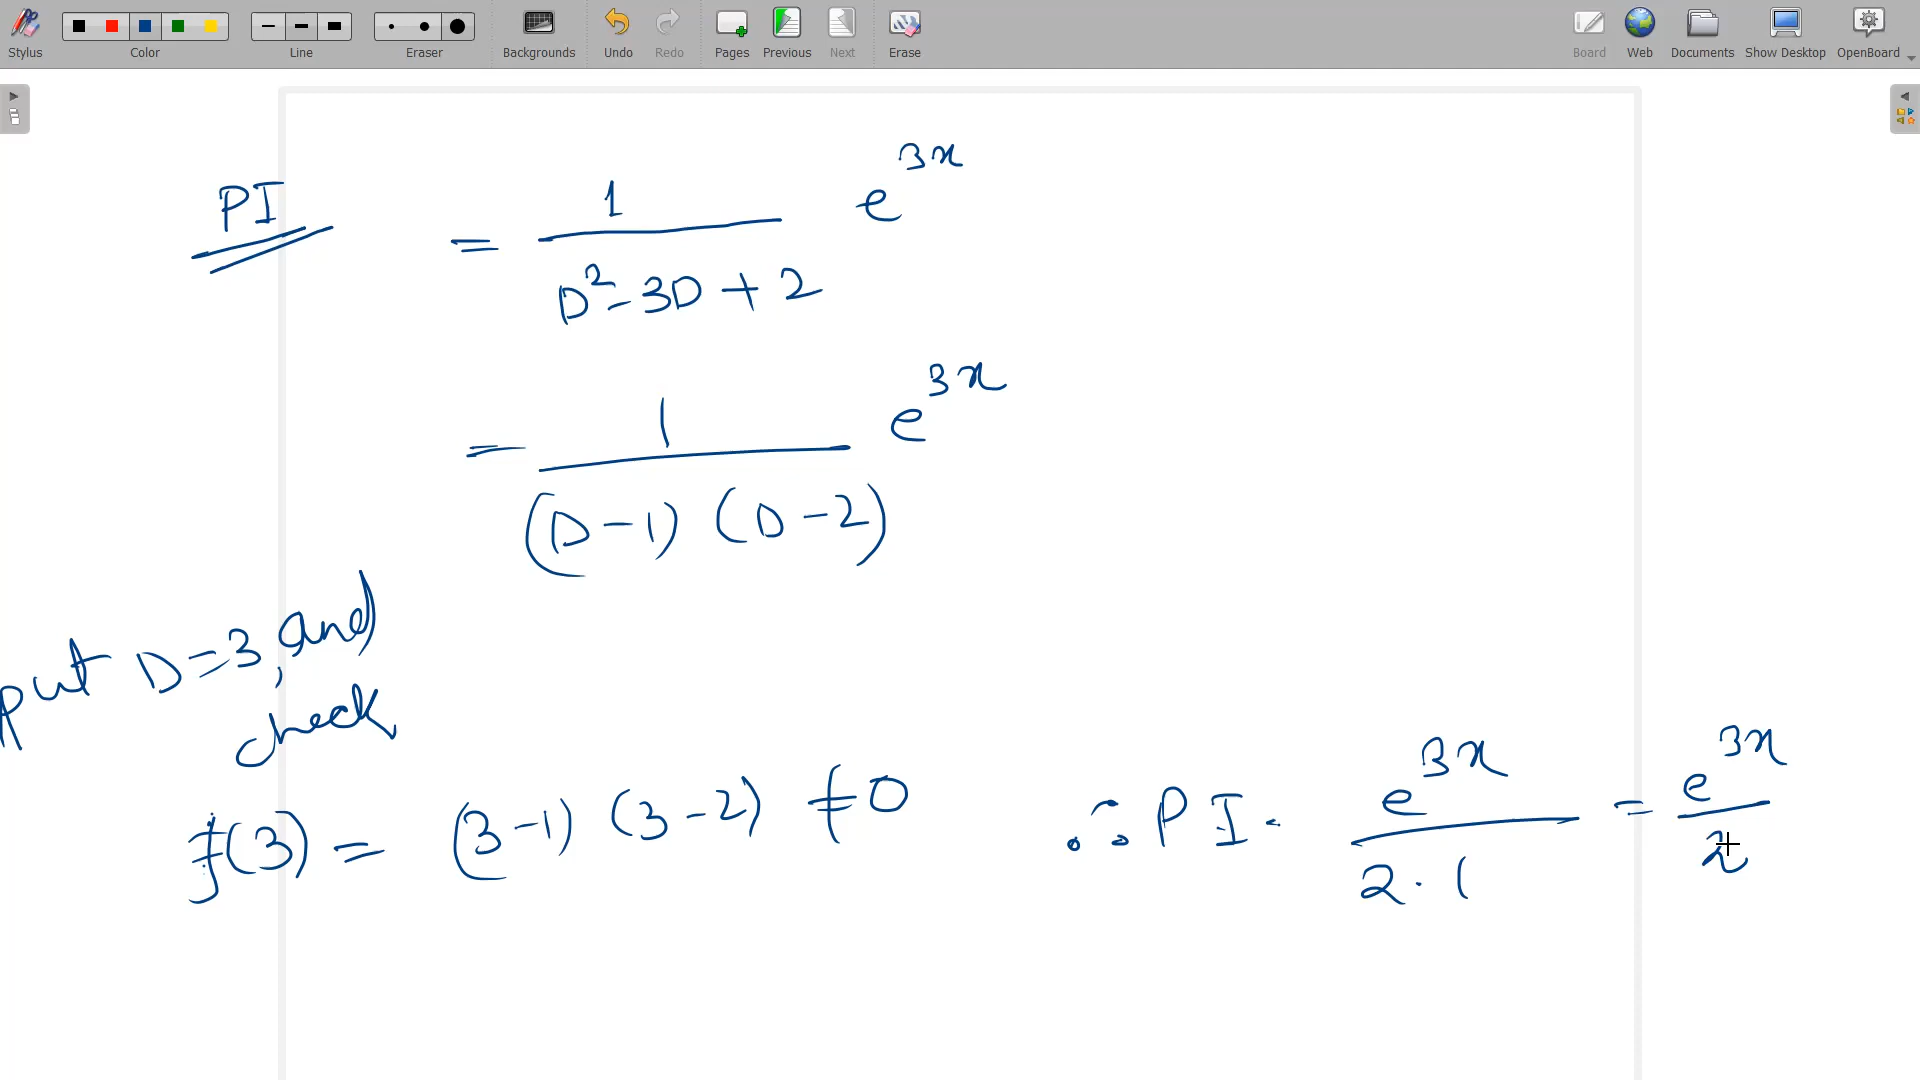 Stylus Color Line Eraser Backgrounds Undo Redo Pages Previous Next Erase Board Web Documents Show Desktop OpenBoard
PI = 1/(D² - 3D + 2) e^{3x}
= 1/((D-1) (D-2)) e^{3x}
put D=3, and
check
f(3) = (3-1) (3-2) ≠ 0 ∴ PI. e^{3x}/(2·1) = e^{3x}/2